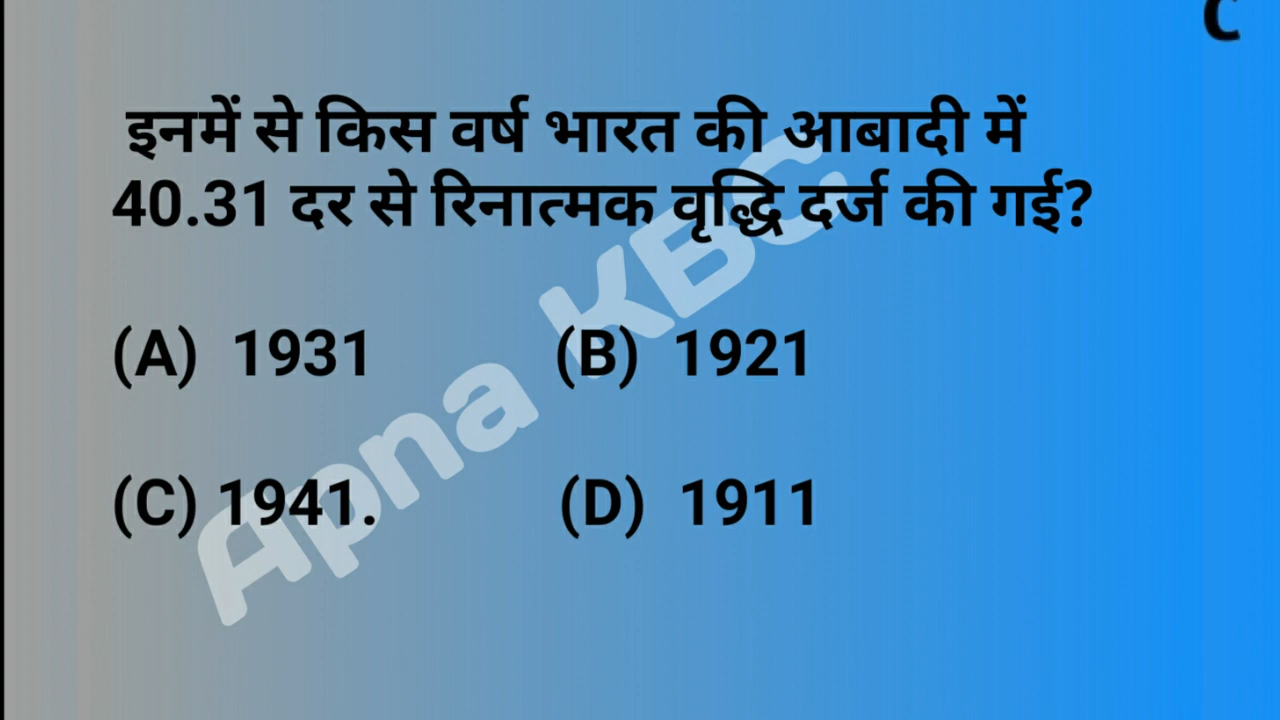 C
इनमें से किस वर्ष भारत की आबादी में
40.31 दर से रिनात्मक वृद्धि दर्ज की गई?
(A) 1931 (B) 1921
(C) 1941. (D) 1911
Apna KBC